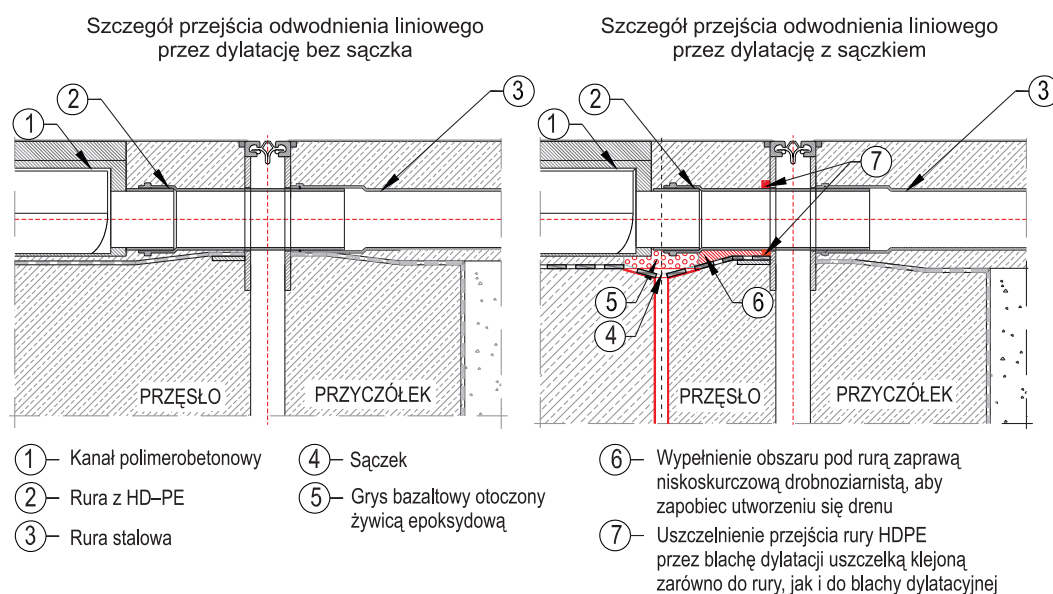 Szczegół przejścia odwodnienia liniowego
przez dylatację bez sączka
Szczegół przejścia odwodnienia liniowego
przez dylatację z sączkiem
1
2
3
PRZĘSŁO
PRZYCZÓŁEK
1
2
3
7
5
4
6
PRZĘSŁO
PRZYCZÓŁEK
1 Kanał polimerobetonowy
2 Rura z HD–PE
3 Rura stalowa
4 Sączek
5 Grys bazaltowy otoczony
żywicą epoksydową
6 Wypełnienie obszaru pod rurą zaprawą
niskoskurczową drobnoziarnistą, aby
zapobiec utworzeniu się drenu
7 Uszczelnienie przejścia rury HDPE
przez blachę dylatacji uszczelką klejoną
zarówno do rury, jak i do blachy dylatacyjnej